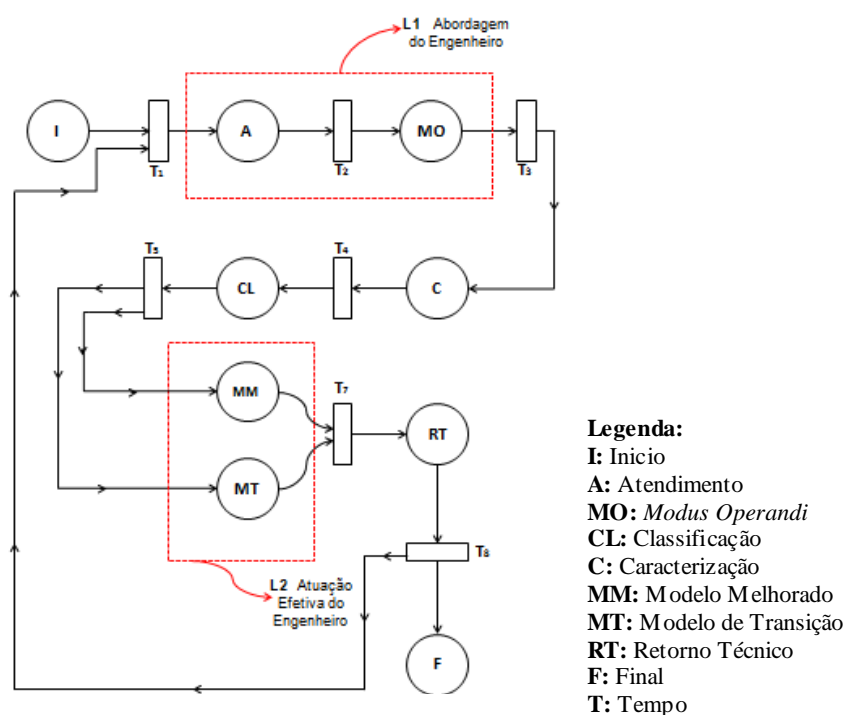 L1 Abordagem
do Engenheiro
I
A
MO
T₁
T₂
T₃
T₅
T₄
CL
C
MM
T₇
RT
MT
T₈
L2 Atuação
Efetiva do
Engenheiro
F
Legenda:
I: Inicio
A: Atendimento
MO: Modus Operandi
CL: Classificação
C: Caracterização
MM: Modelo Melhorado
MT: Modelo de Transição
RT: Retorno Técnico
F: Final
T: Tempo